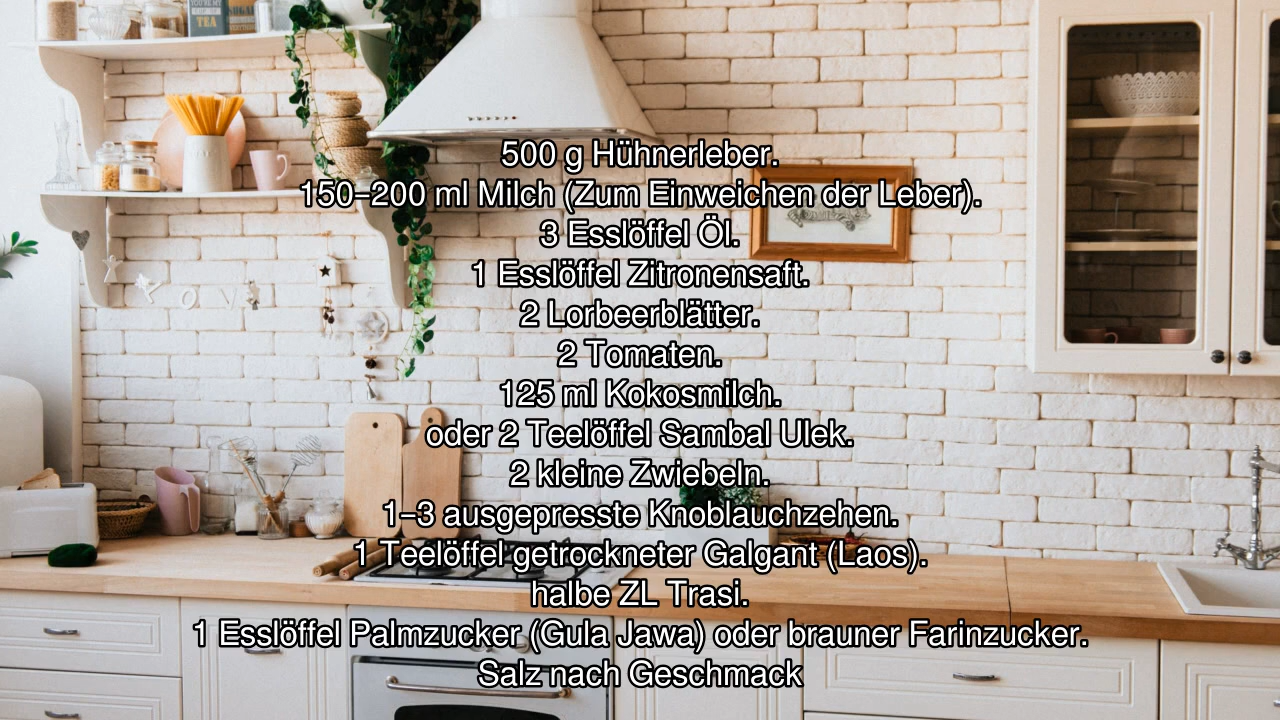 TEA
500 g Hühnerleber.
150–200 ml Milch (Zum Einweichen der Leber).
3 Esslöffel Öl.
1 Esslöffel Zitronensaft.
2 Lorbeerblätter.
2 Tomaten.
125 ml Kokosmilch.
oder 2 Teelöffel Sambal Ulek.
2 kleine Zwiebeln.
1–3 ausgepresste Knoblauchzehen.
1 Teelöffel getrockneter Galgant (Laos).
halbe ZL Trasi.
1 Esslöffel Palmzucker (Gula Jawa) oder brauner Farinzucker.
Salz nach Geschmack